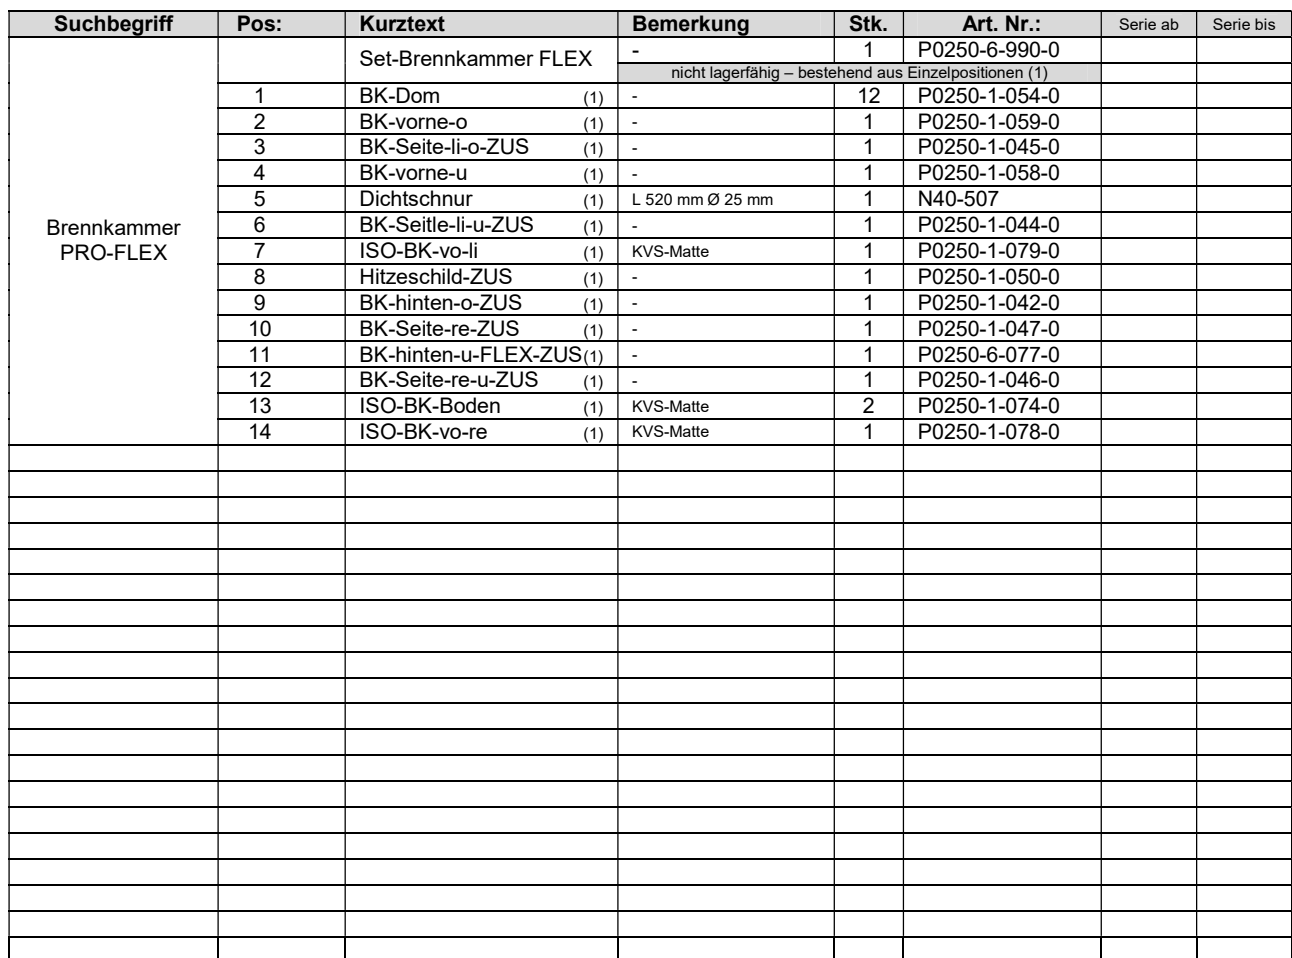 Suchbegriff Pos: Kurztext Bemerkung Stk. Art. Nr.: Serie ab Serie bis
Set-Brennkammer FLEX - 1 P0250-6-990-0
nicht lagerfähig – bestehend aus Einzelpositionen (1)
1 BK-Dom (1) - 12 P0250-1-054-0
2 BK-vorne-o (1) - 1 P0250-1-059-0
3 BK-Seite-li-o-ZUS (1) - 1 P0250-1-045-0
4 BK-vorne-u (1) - 1 P0250-1-058-0
5 Dichtschnur (1) L 520 mm Ø 25 mm 1 N40-507
Brennkammer 6 BK-Seitle-li-u-ZUS (1) - 1 P0250-1-044-0
PRO-FLEX 7 ISO-BK-vo-li (1) KVS-Matte 1 P0250-1-079-0
8 Hitzeschild-ZUS (1) - 1 P0250-1-050-0
9 BK-hinten-o-ZUS (1) - 1 P0250-1-042-0
10 BK-Seite-re-ZUS (1) - 1 P0250-1-047-0
11 BK-hinten-u-FLEX-ZUS(1) - 1 P0250-6-077-0
12 BK-Seite-re-u-ZUS (1) - 1 P0250-1-046-0
13 ISO-BK-Boden (1) KVS-Matte 2 P0250-1-074-0
14 ISO-BK-vo-re (1) KVS-Matte 1 P0250-1-078-0